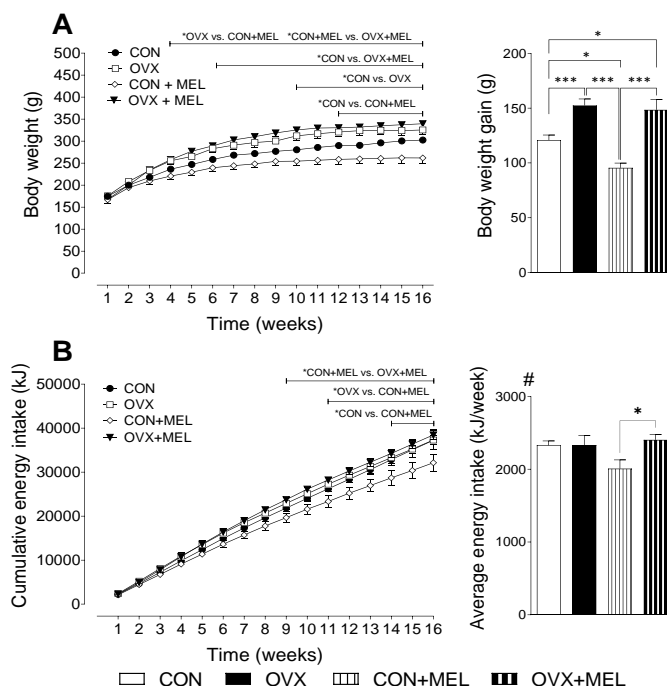 A
Body weight (g)
500
450
400
350
300
250
200
150
100
50
0
CON
OVX
CON + MEL
OVX + MEL
*OVX vs. CON+MEL *CON+MEL vs. OVX+MEL
*CON vs. OVX+MEL
*CON vs. OVX
*CON vs. CON+MEL
1 2 3 4 5 6 7 8 9 10 11 12 13 14 15 16
Time (weeks)
Body weight gain (g)
200
150
100
50
0
*
*
*** *** ***
B
Cumulative energy intake (kJ)
50000
40000
30000
20000
10000
0
CON
OVX
CON+MEL
OVX+MEL
*CON+MEL vs. OVX+MEL
*OVX vs. CON+MEL
*CON vs. CON+MEL
1 2 3 4 5 6 7 8 9 10 11 12 13 14 15 16
Time (weeks)
#
Average energy intake (kJ/week)
3000
2400
1800
1200
600
0
*
CON OVX CON+MEL OVX+MEL